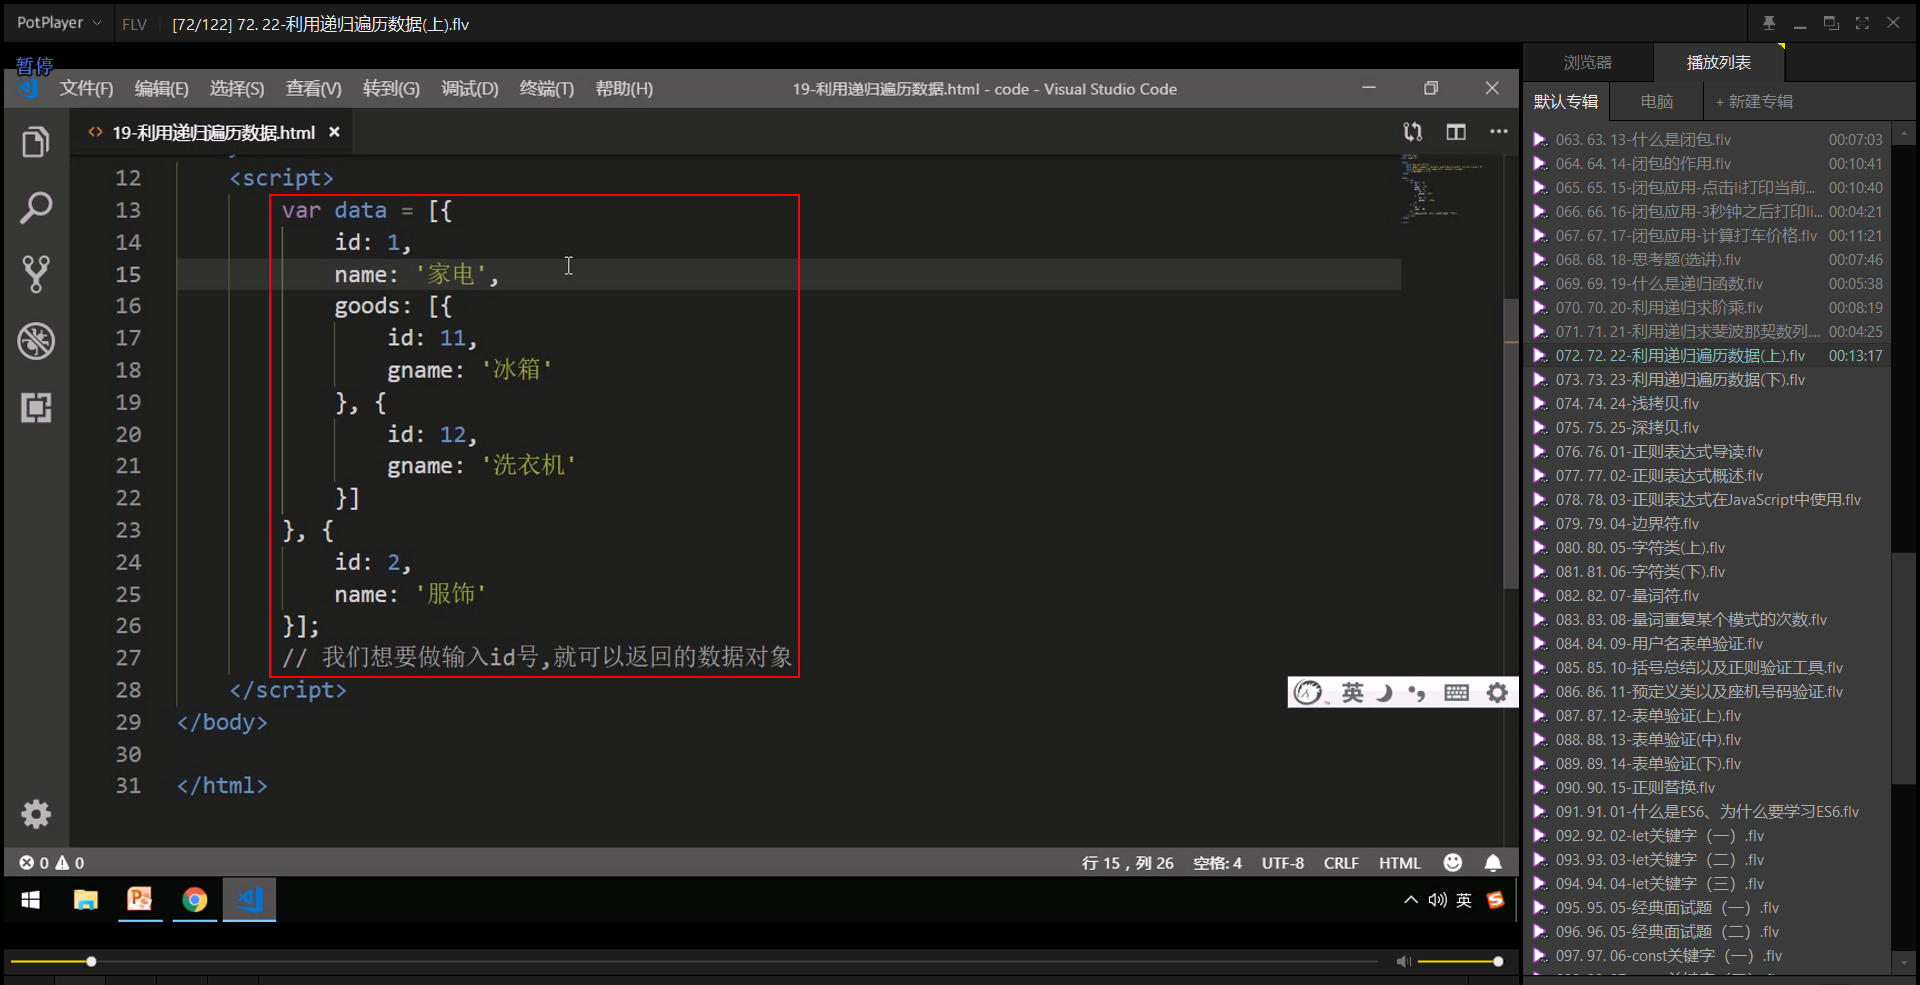 PotPlayer
FLV
[72/122] 72. 22-利用递归遍历数据(上).flv
暂停
文件(F) 编辑(E) 选择(S) 查看(V) 转到(G) 调试(D) 终端(T) 帮助(H)
19-利用递归遍历数据.html - code - Visual Studio Code
19-利用递归遍历数据.html
12 <script>
13 var data = [{
14 id: 1,
15 name: '家电',
16 goods: [{
17 id: 11,
18 gname: '冰箱'
19 }, {
20 id: 12,
21 gname: '洗衣机'
22 }]
23 }, {
24 id: 2,
25 name: '服饰'
26 }];
27 // 我们想要做输入id号,就可以返回的数据对象
28 </script>
29 </body>
30
31 </html>
英
0 0
行 15，列 26 空格: 4 UTF-8 CRLF HTML
英
浏览器 播放列表
默认专辑 电脑 + 新建专辑
063. 63. 13-什么是闭包.flv 00:07:03
064. 64. 14-闭包的作用.flv 00:10:41
065. 65. 15-闭包应用-点击li打印当前... 00:10:40
066. 66. 16-闭包应用-3秒钟之后打印li... 00:04:21
067. 67. 17-闭包应用-计算打车价格.flv 00:11:21
068. 68. 18-思考题(选讲).flv 00:07:46
069. 69. 19-什么是递归函数.flv 00:05:38
070. 70. 20-利用递归求阶乘.flv 00:08:19
071. 71. 21-利用递归求斐波那契数列.... 00:04:25
072. 72. 22-利用递归遍历数据(上).flv 00:13:17
073. 73. 23-利用递归遍历数据(下).flv
074. 74. 24-浅拷贝.flv
075. 75. 25-深拷贝.flv
076. 76. 01-正则表达式导读.flv
077. 77. 02-正则表达式概述.flv
078. 78. 03-正则表达式在JavaScript中使用.flv
079. 79. 04-边界符.flv
080. 80. 05-字符类(上).flv
081. 81. 06-字符类(下).flv
082. 82. 07-量词符.flv
083. 83. 08-量词重复某个模式的次数.flv
084. 84. 09-用户名表单验证.flv
085. 85. 10-括号总结以及正则验证工具.flv
086. 86. 11-预定义类以及座机号码验证.flv
087. 87. 12-表单验证(上).flv
088. 88. 13-表单验证(中).flv
089. 89. 14-表单验证(下).flv
090. 90. 15-正则替换.flv
091. 91. 01-什么是ES6、为什么要学习ES6.flv
092. 92. 02-let关键字（一）.flv
093. 93. 03-let关键字（二）.flv
094. 94. 04-let关键字（三）.flv
095. 95. 05-经典面试题（一）.flv
096. 96. 05-经典面试题（二）.flv
097. 97. 06-const关键字（一）.flv